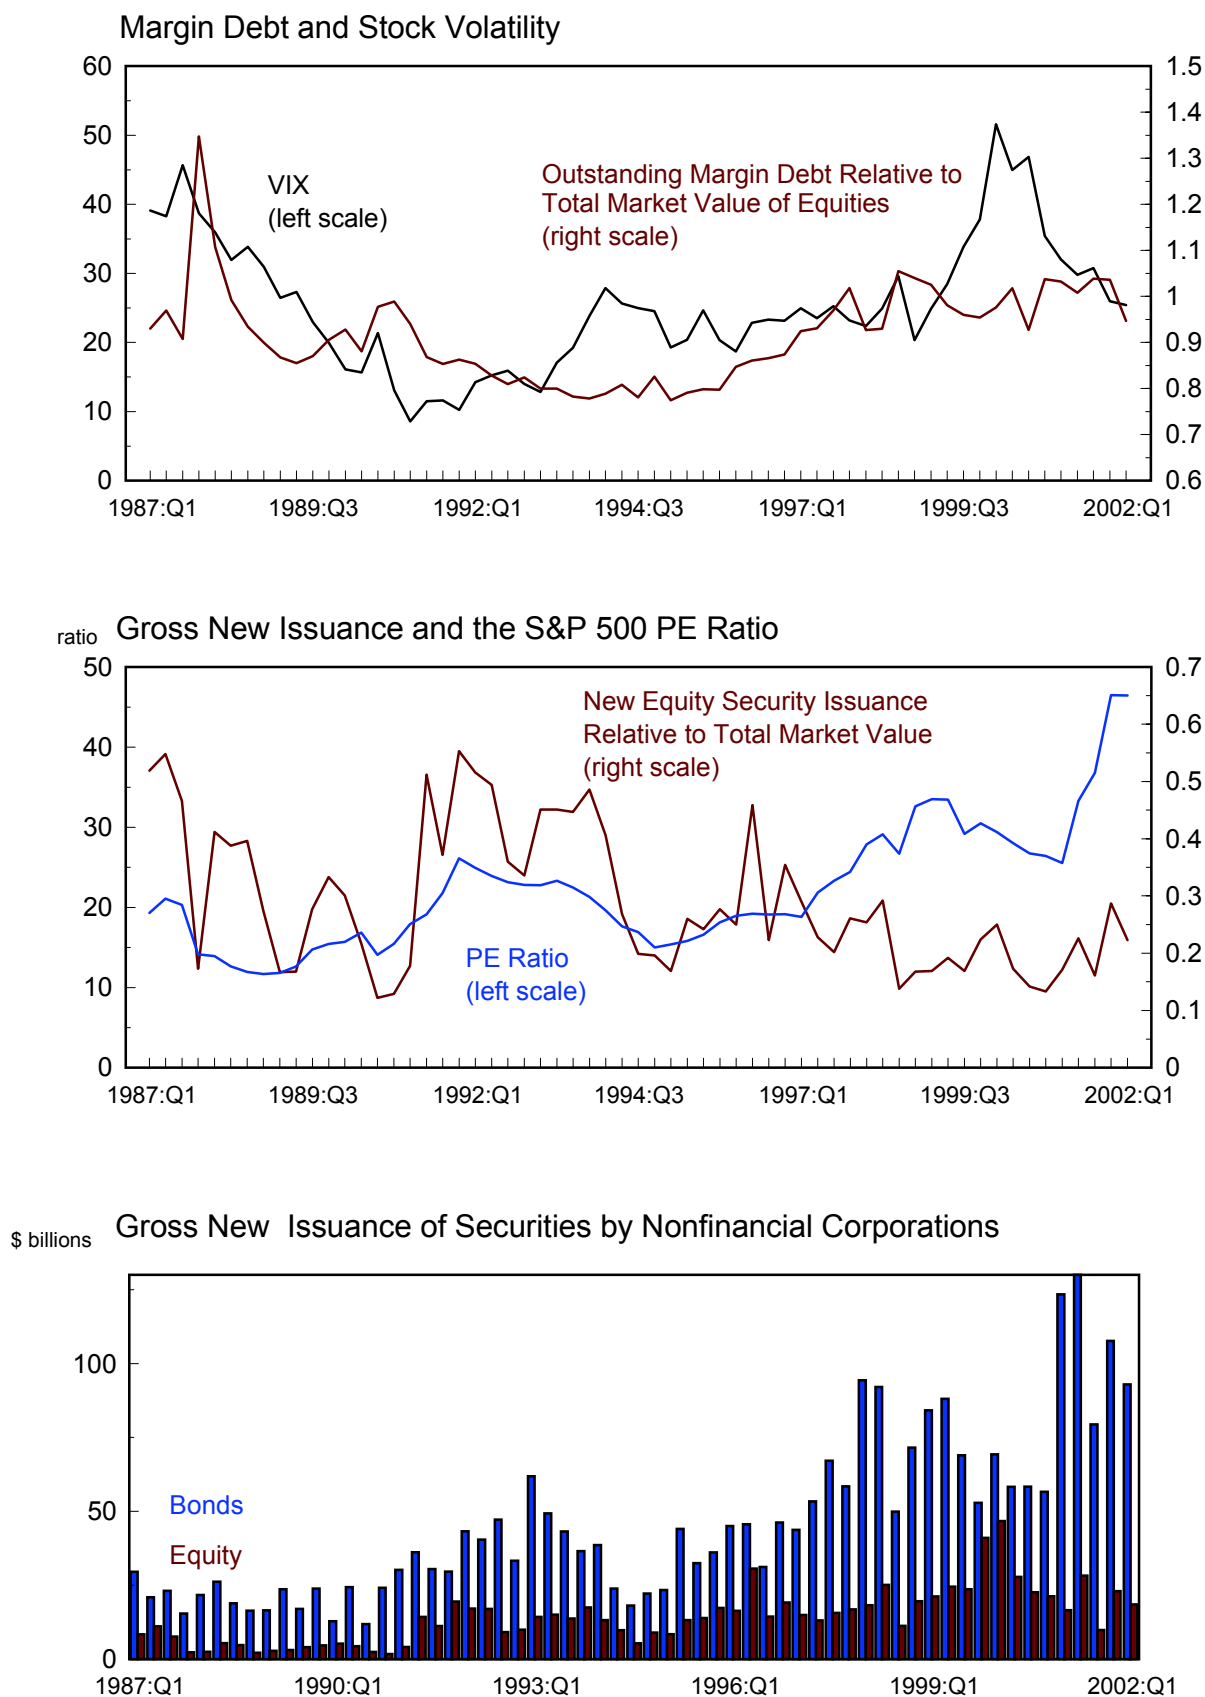 Margin Debt and Stock Volatility
60
50
40
30
20
10
0
1.5
1.4
1.3
1.2
1.1
1
0.9
0.8
0.7
0.6
VIX
(left scale)
Outstanding Margin Debt Relative to
Total Market Value of Equities
(right scale)
1987:Q1 1989:Q3 1992:Q1 1994:Q3 1997:Q1 1999:Q3 2002:Q1
ratio Gross New Issuance and the S&P 500 PE Ratio
50
40
30
20
10
0
0.7
0.6
0.5
0.4
0.3
0.2
0.1
0
New Equity Security Issuance
Relative to Total Market Value
(right scale)
PE Ratio
(left scale)
1987:Q1 1989:Q3 1992:Q1 1994:Q3 1997:Q1 1999:Q3 2002:Q1
$ billions Gross New Issuance of Securities by Nonfinancial Corporations
100
50
0
Bonds
Equity
1987:Q1 1990:Q1 1993:Q1 1996:Q1 1999:Q1 2002:Q1